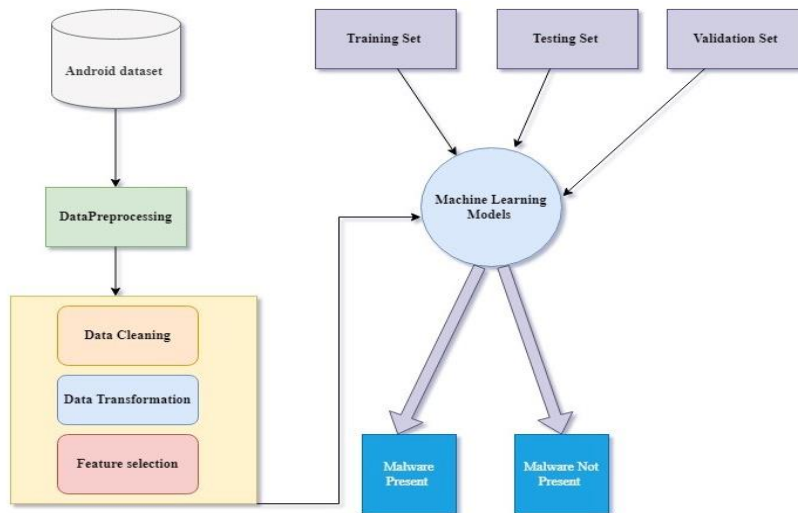 Android dataset
Training Set
Testing Set
Validation Set
DataPreprocessing
Machine Learning
Models
Data Cleaning
Data Transformation
Feature selection
Malware
Present
Malware Not
Present